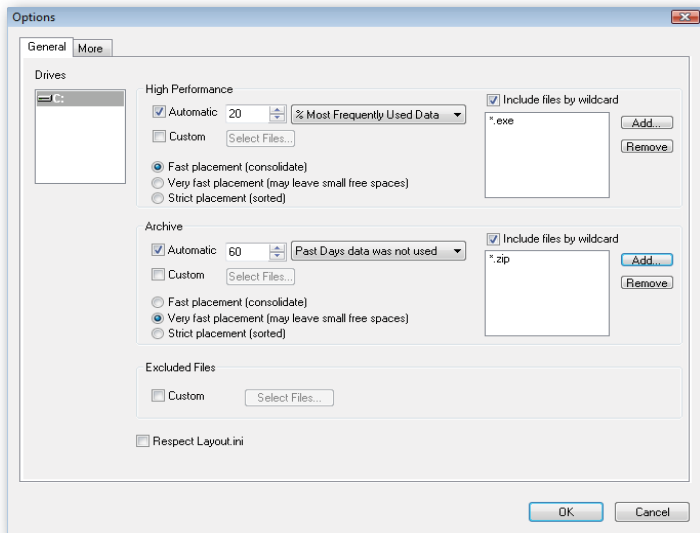 Options
General
More
Drives
C:
High Performance
Automatic
20
% Most Frequently Used Data
Custom
Select Files...
Fast placement (consolidate)
Very fast placement (may leave small free spaces)
Strict placement (sorted)
Include files by wildcard
*.exe
Add...
Remove
Archive
Automatic
60
Past Days data was not used
Custom
Select Files...
Fast placement (consolidate)
Very fast placement (may leave small free spaces)
Strict placement (sorted)
Include files by wildcard
*.zip
Add...
Remove
Excluded Files
Custom
Select Files...
Respect Layout.ini
OK
Cancel